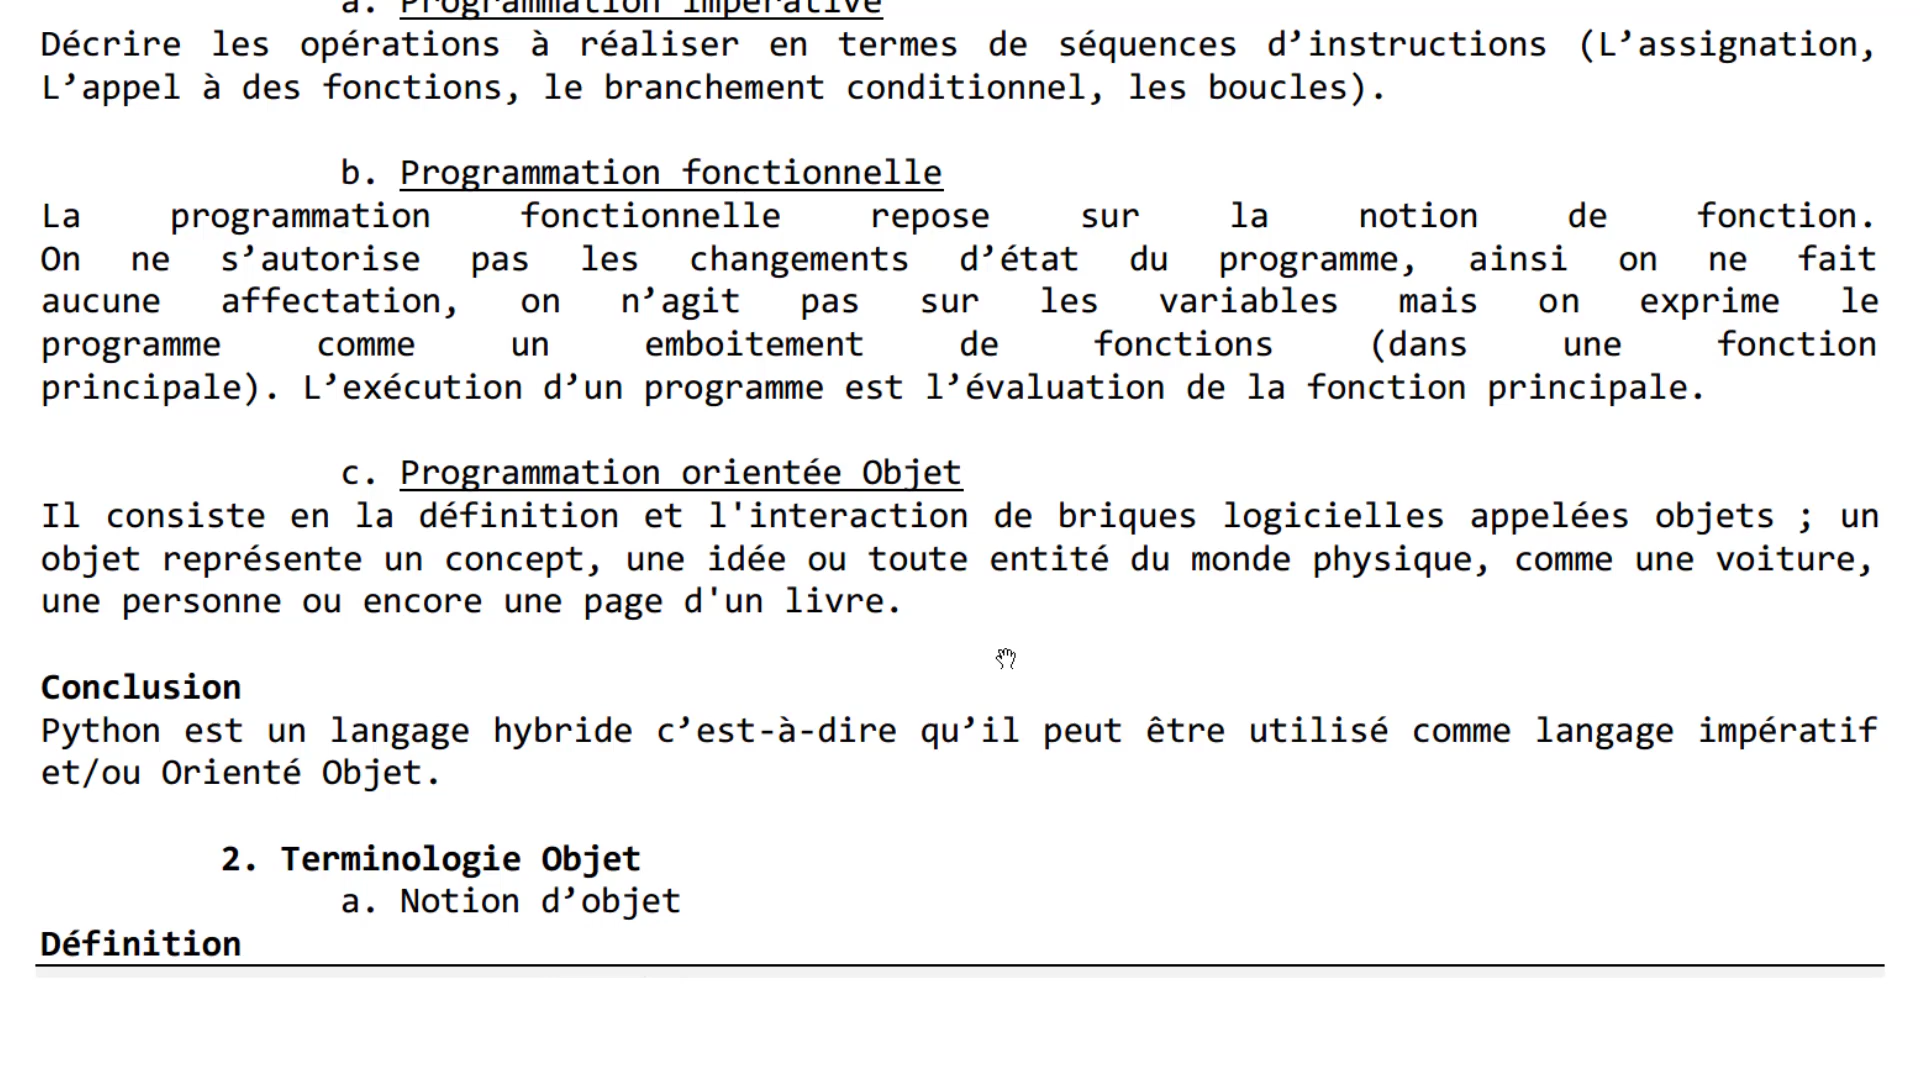 a. Programmation impérative
Décrire les opérations à réaliser en termes de séquences d’instructions (L’assignation,
L’appel à des fonctions, le branchement conditionnel, les boucles).
b. Programmation fonctionnelle
La programmation fonctionnelle repose sur la notion de fonction.
On ne s’autorise pas les changements d’état du programme, ainsi on ne fait
aucune affectation, on n’agit pas sur les variables mais on exprime le
programme comme un emboitement de fonctions (dans une fonction
principale). L’exécution d’un programme est l’évaluation de la fonction principale.
c. Programmation orientée Objet
Il consiste en la définition et l'interaction de briques logicielles appelées objets ; un
objet représente un concept, une idée ou toute entité du monde physique, comme une voiture,
une personne ou encore une page d'un livre.
Conclusion
Python est un langage hybride c’est-à-dire qu’il peut être utilisé comme langage impératif
et/ou Orienté Objet.
2. Terminologie Objet
a. Notion d’objet
Définition